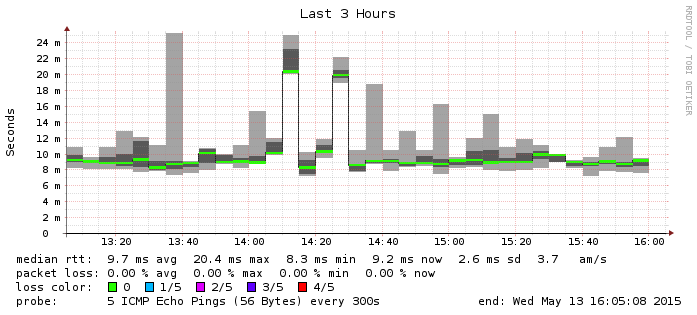 Last 3 Hours
RRDTOOL / TOBI OETIKER
Seconds
24 m
22 m
20 m
18 m
16 m
14 m
12 m
10 m
8 m
6 m
4 m
2 m
0
13:20 13:40 14:00 14:20 14:40 15:00 15:20 15:40 16:00
median rtt: 9.7 ms avg 20.4 ms max 8.3 ms min 9.2 ms now 2.6 ms sd 3.7 am/s
packet loss: 0.00 % avg 0.00 % max 0.00 % min 0.00 % now
loss color: 0 1/5 2/5 3/5 4/5
probe: 5 ICMP Echo Pings (56 Bytes) every 300s end: Wed May 13 16:05:08 2015